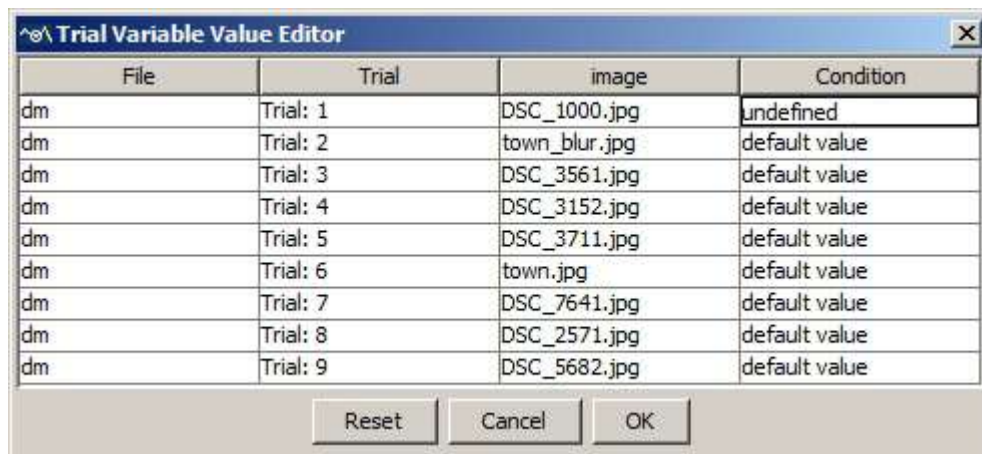 Trial Variable Value Editor
File Trial image Condition
dm Trial: 1 DSC_1000.jpg undefined
dm Trial: 2 town_blur.jpg default value
dm Trial: 3 DSC_3561.jpg default value
dm Trial: 4 DSC_3152.jpg default value
dm Trial: 5 DSC_3711.jpg default value
dm Trial: 6 town.jpg default value
dm Trial: 7 DSC_7641.jpg default value
dm Trial: 8 DSC_2571.jpg default value
dm Trial: 9 DSC_5682.jpg default value
Reset Cancel OK